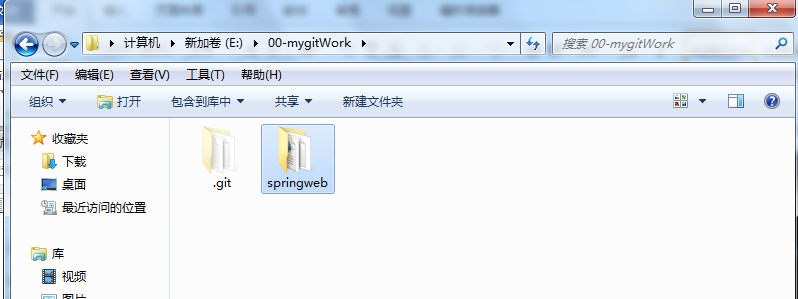 计算机 新加卷 (E:) 00-mygitWork 搜索 00-mygitWork
文件(F) 编辑(E) 查看(V) 工具(T) 帮助(H)
组织 打开 包含到库中 共享 新建文件夹
收藏夹
下载
桌面
最近访问的位置
库
视频
图片
.git
springweb